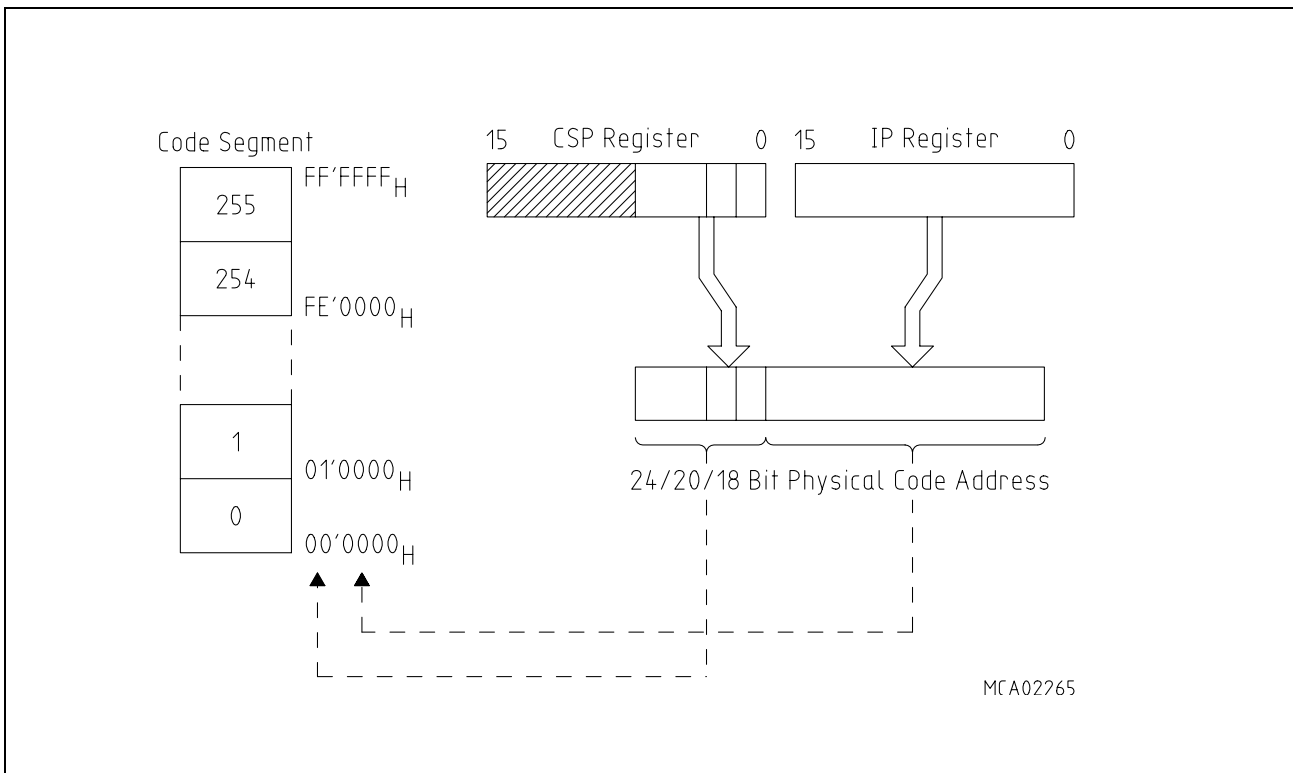 Code Segment
15 CSP Register 0
15 IP Register 0
FF'FFFFH
255
254
FE'0000H
1
01'0000H
0
00'0000H
24/20/18 Bit Physical Code Address
MCA02265